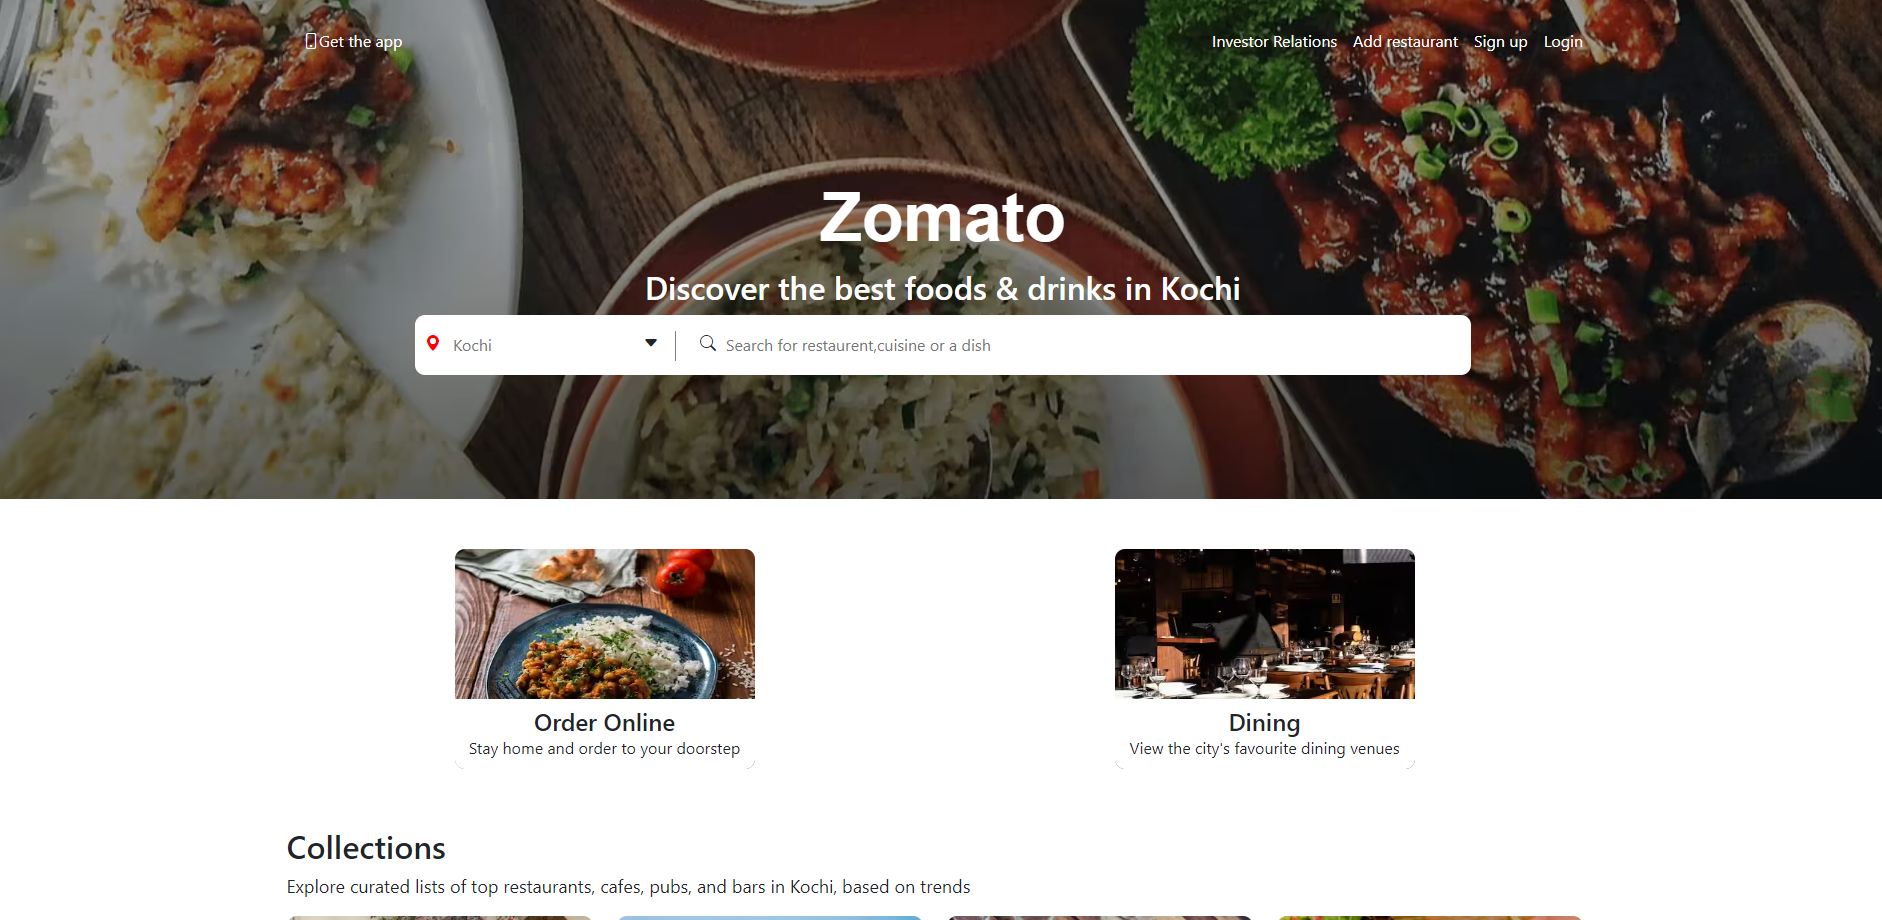 Get the app
Investor Relations Add restaurant Sign up Login
Zomato
Discover the best foods & drinks in Kochi
Kochi
Search for restaurent,cuisine or a dish
Order Online
Stay home and order to your doorstep
Dining
View the city's favourite dining venues
Collections
Explore curated lists of top restaurants, cafes, pubs, and bars in Kochi, based on trends